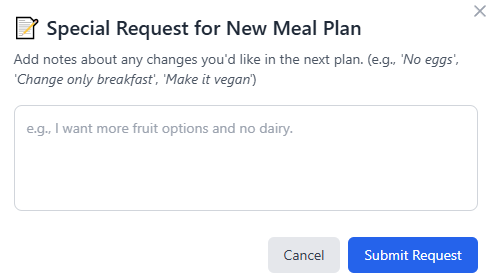 📝 Special Request for New Meal Plan
Add notes about any changes you'd like in the next plan. (e.g., 'No eggs',
'Change only breakfast', 'Make it vegan')
e.g., I want more fruit options and no dairy.
Cancel
Submit Request